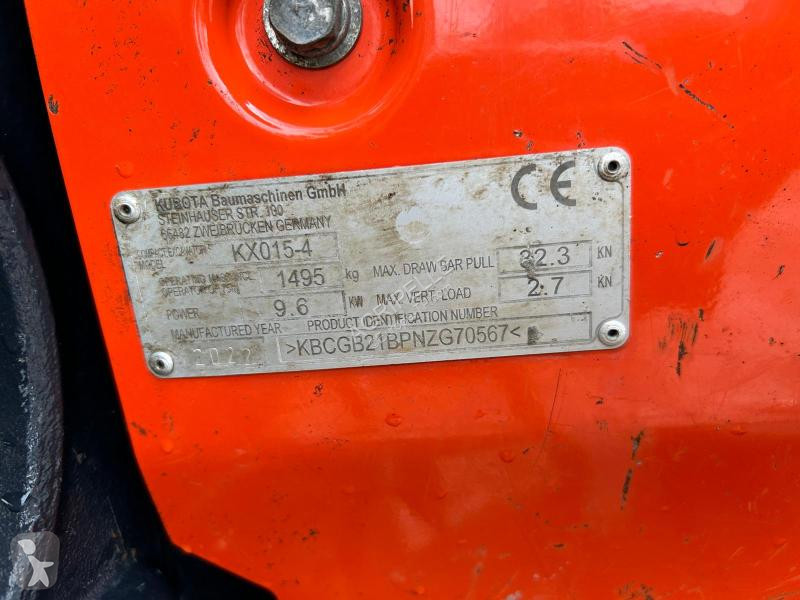 KUBOTA Baumaschinen GmbH
STEINHAUSER STR. 100
66482 ZWEIBRÜCKEN GERMANY
CE
MODEL KX015-4
OPERATING 1495 kg MAX. DRAW BAR PULL 22.3 KN
POWER 9.6 KW MAX. VERT. LOAD 2.7 KN
MANUFACTURED YEAR PRODUCT IDENTIFICATION NUMBER
2022 >KBCGB21BPNZG70567<